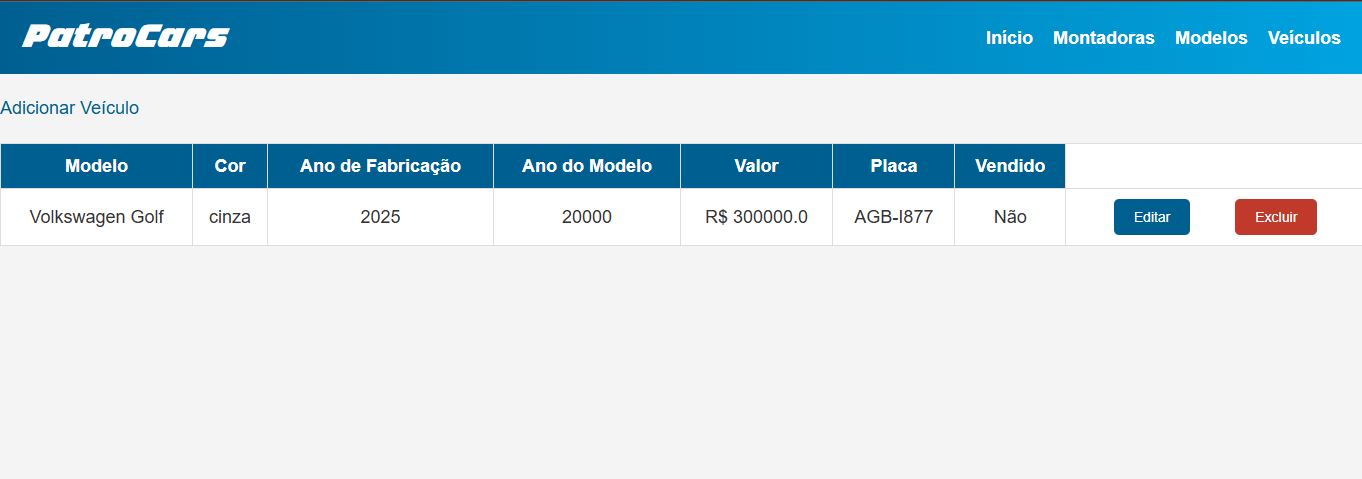 PatroCars
Início Montadoras Modelos Veículos
Adicionar Veículo
Modelo Cor Ano de Fabricação Ano do Modelo Valor Placa Vendido
Volkswagen Golf cinza 2025 20000 R$ 300000.0 AGB-I877 Não Editar Excluir